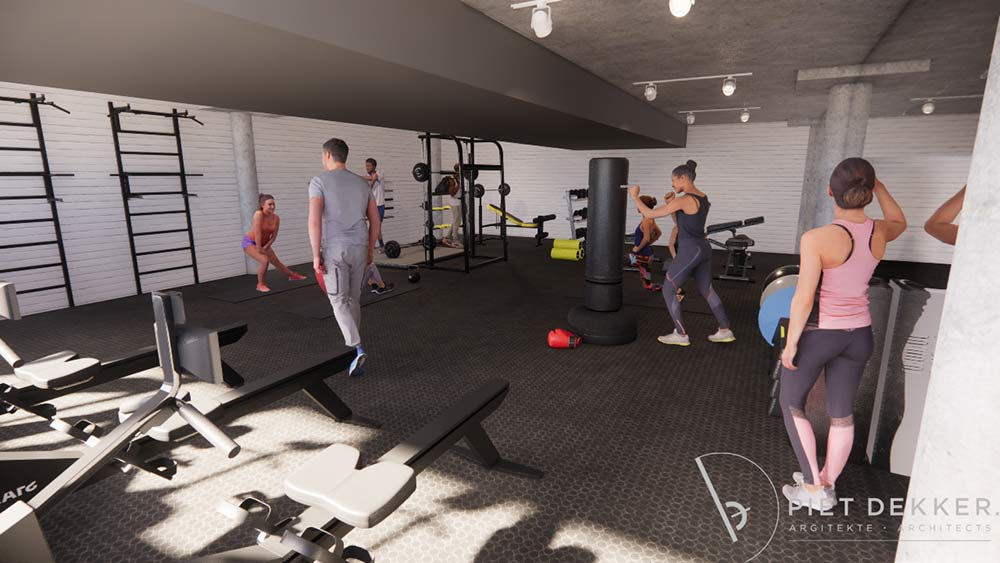 PIET DEKKER.
ARGITEKTE • ARCHITECTS